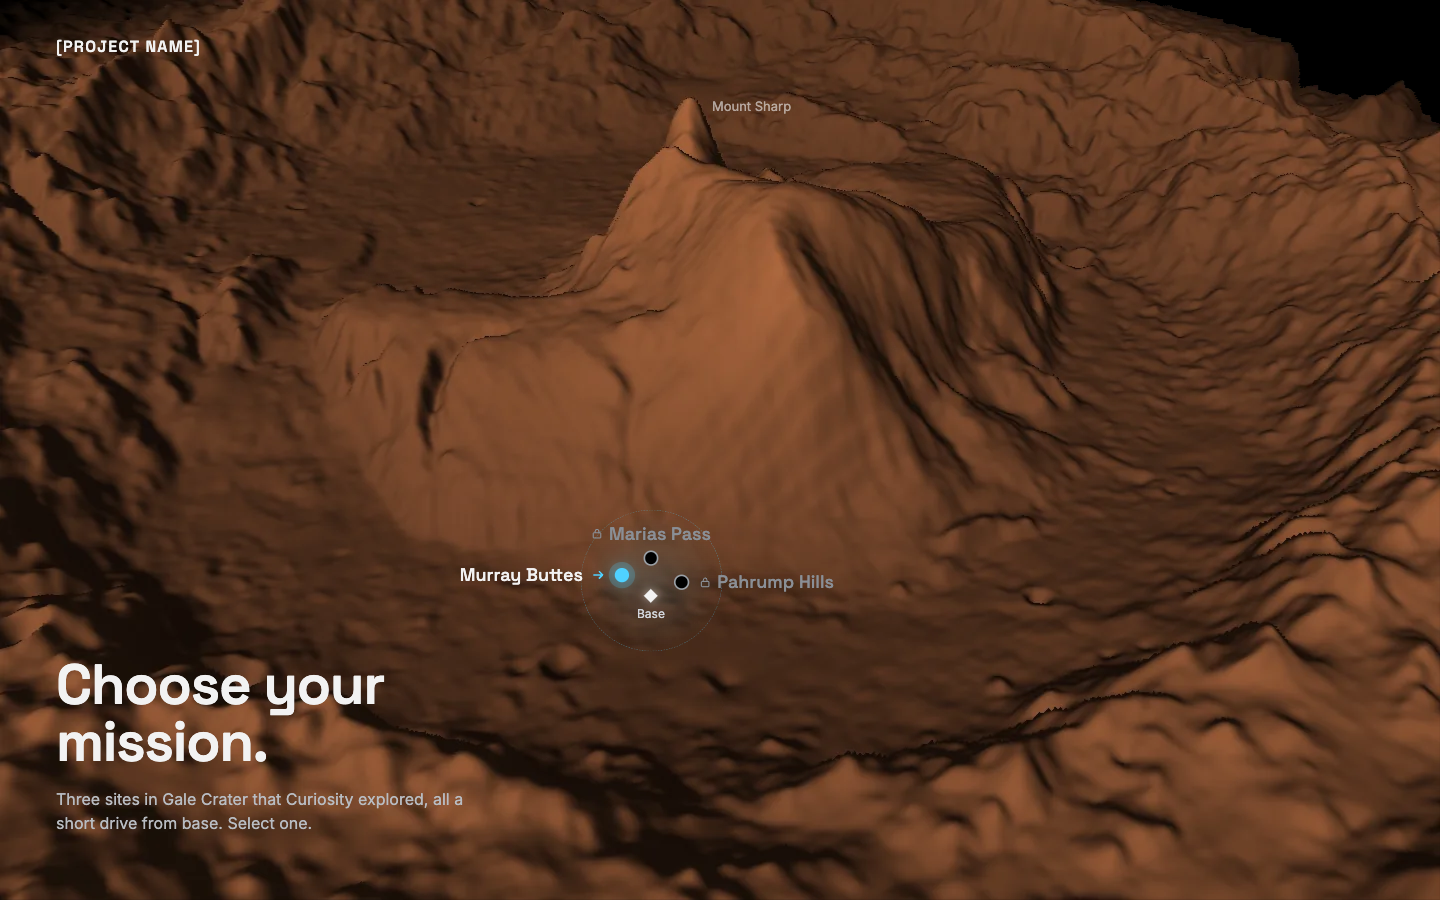 [PROJECT NAME]
Mount Sharp
Marias Pass
Murray Buttes
Pahrump Hills
Base
Choose your
mission.
Three sites in Gale Crater that Curiosity explored, all a
short drive from base. Select one.